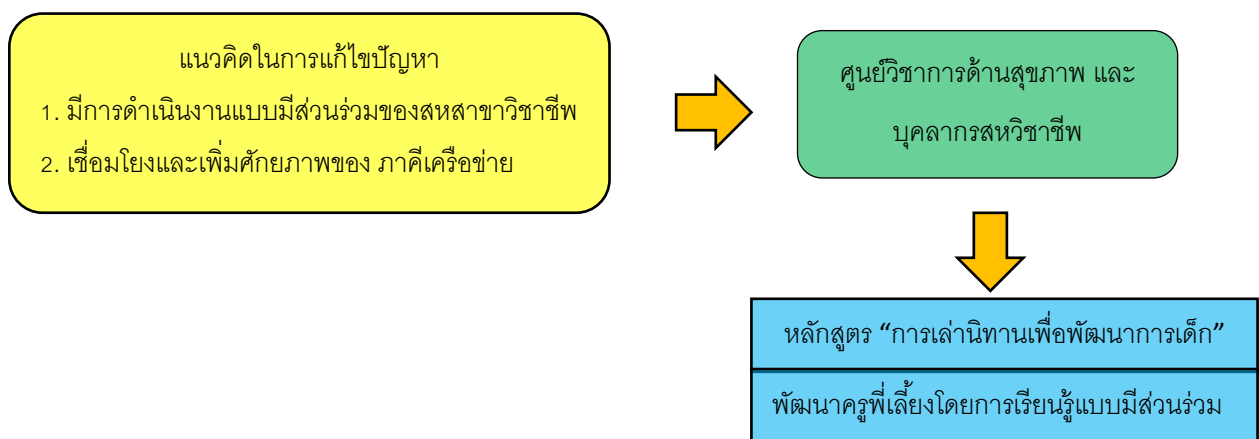 แนวคิดในการแก้ไขปัญหา
1. มีการดำเนินงานแบบมีส่วนร่วมของสหสาขาวิชาชีพ
2. เชื่อมโยงและเพิ่มศักยภาพของ ภาคีเครือข่าย
ศูนย์วิชาการด้านสุขภาพ และ
บุคลากรสหวิชาชีพ
หลักสูตร “การเล่านิทานเพื่อพัฒนาการเด็ก”
พัฒนาครูพี่เลี้ยงโดยการเรียนรู้แบบมีส่วนร่วม